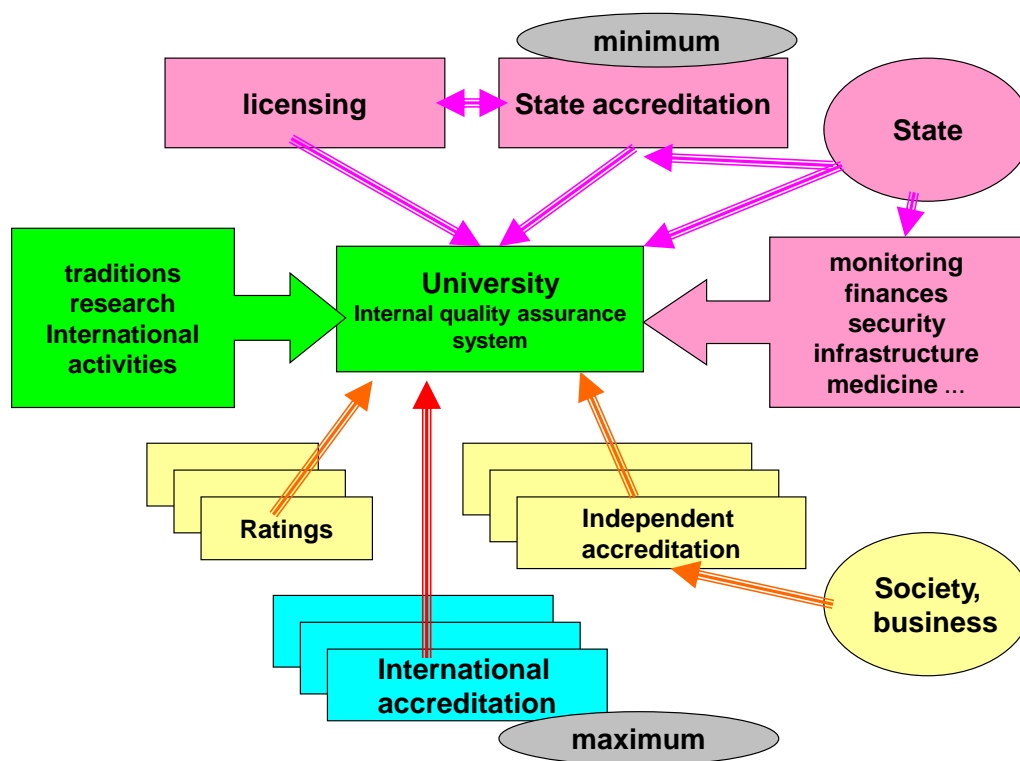 minimum
licensing
State accreditation
State
traditions
research
International
activities
University
Internal quality assurance
system
monitoring
finances
security
infrastructure
medicine ...
Ratings
Independent
accreditation
Society,
business
International
accreditation
maximum